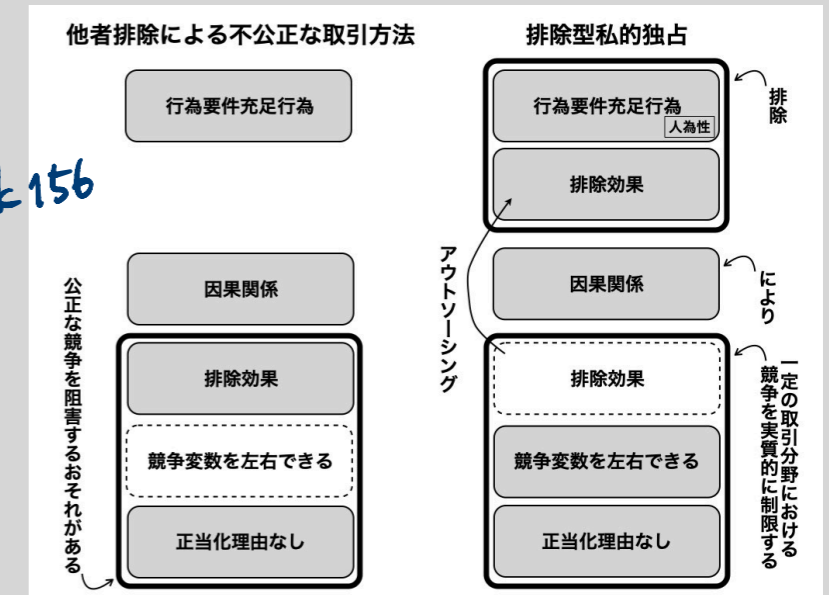 他者排除による不公正な取引方法
行為要件充足行為
156
因果関係
排除効果
競争変数を左右できる
正当化理由なし
公正な競争を阻害するおそれがある
排除型私的独占
行為要件充足行為
人為性
排除効果
排除
アウトソーシング
因果関係
により
排除効果
競争変数を左右できる
正当化理由なし
一定の取引分野における
競争を実質的に制限する